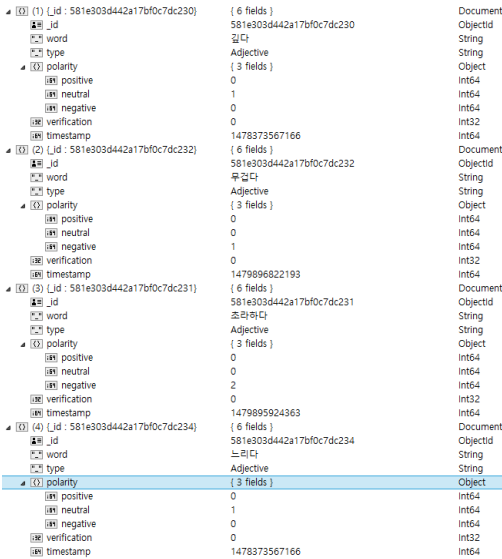 (1) {_id : 581e303d442a17bf0c7dc230} { 6 fields } Document
_id 581e303d442a17bf0c7dc230 ObjectId
word 깊다 String
type Adjective String
polarity { 3 fields } Object
positive 0 Int64
neutral 1 Int64
negative 0 Int64
verification 0 Int32
timestamp 1478373567166 Int64
(2) {_id : 581e303d442a17bf0c7dc232} { 6 fields } Document
_id 581e303d442a17bf0c7dc232 ObjectId
word 무겁다 String
type Adjective String
polarity { 3 fields } Object
positive 0 Int64
neutral 0 Int64
negative 1 Int64
verification 0 Int32
timestamp 1479896822193 Int64
(3) {_id : 581e303d442a17bf0c7dc231} { 6 fields } Document
_id 581e303d442a17bf0c7dc231 ObjectId
word 초라하다 String
type Adjective String
polarity { 3 fields } Object
positive 0 Int64
neutral 0 Int64
negative 2 Int64
verification 0 Int32
timestamp 1479895924363 Int64
(4) {_id : 581e303d442a17bf0c7dc234} { 6 fields } Document
_id 581e303d442a17bf0c7dc234 ObjectId
word 느리다 String
type Adjective String
polarity { 3 fields } Object
positive 0 Int64
neutral 1 Int64
negative 0 Int64
verification 0 Int32
timestamp 1478373567166 Int64